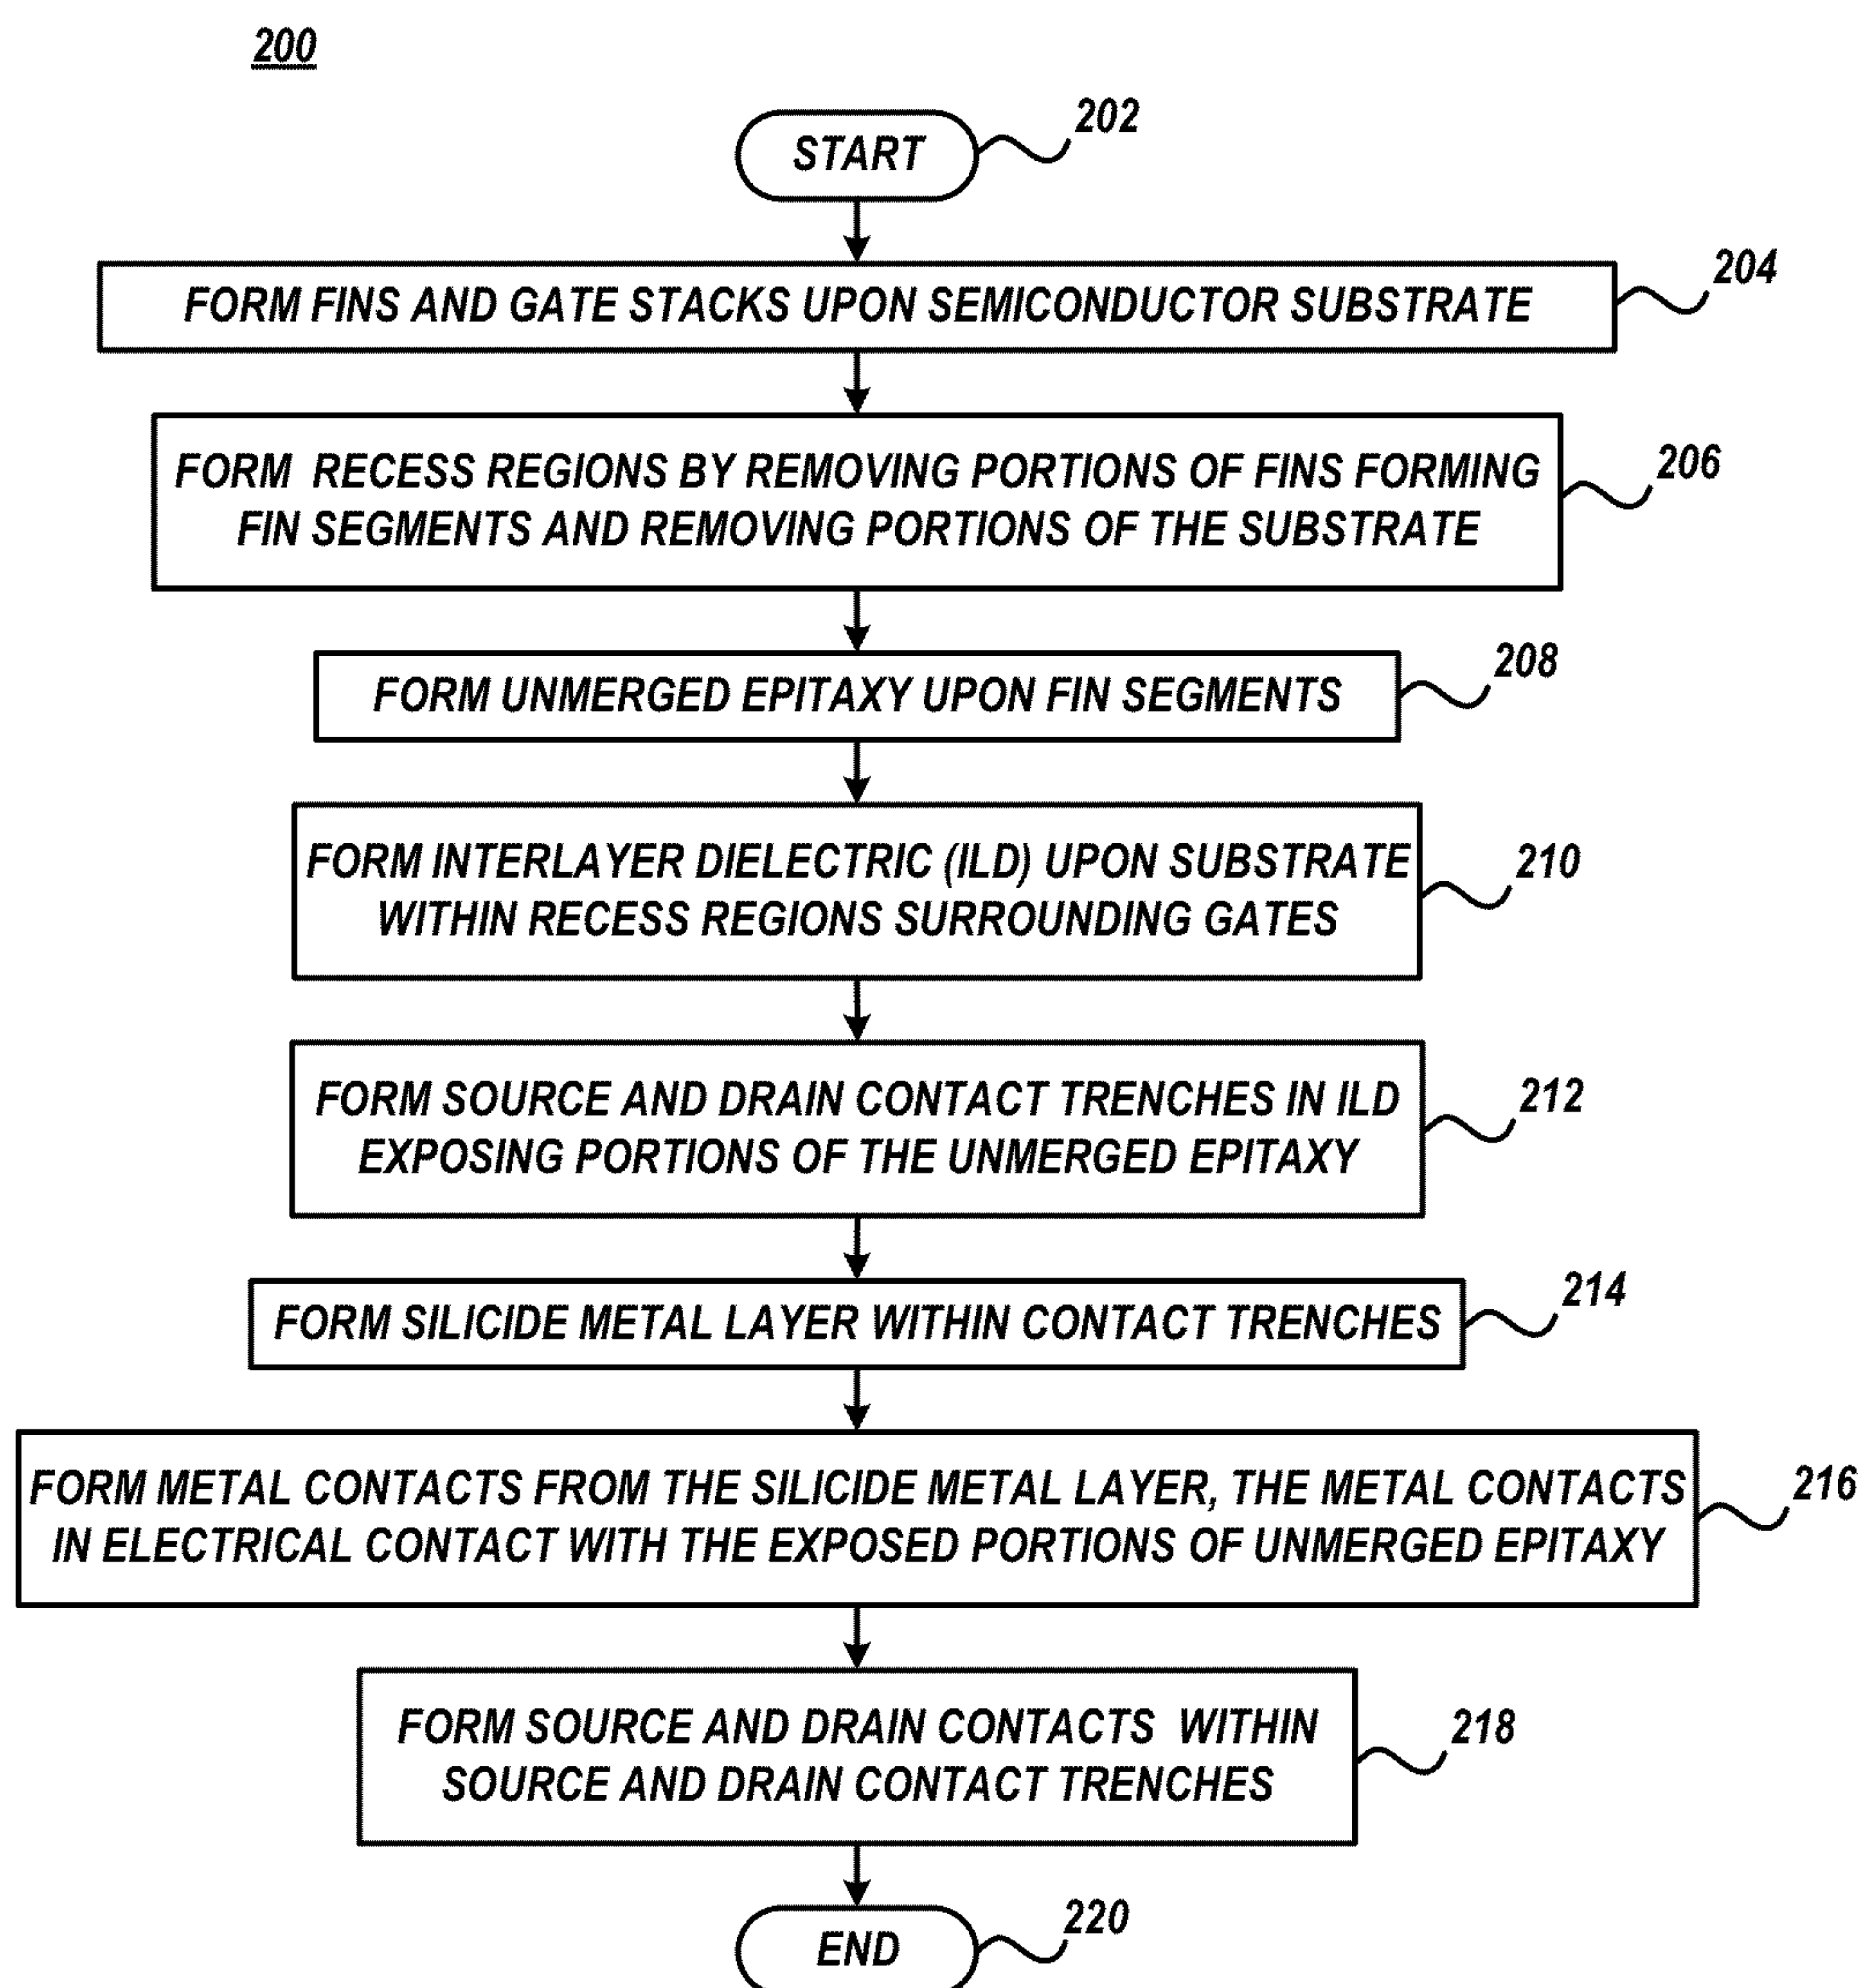 200
START
202
FORM FINS AND GATE STACKS UPON SEMICONDUCTOR SUBSTRATE
204
FORM RECESS REGIONS BY REMOVING PORTIONS OF FINS FORMING
FIN SEGMENTS AND REMOVING PORTIONS OF THE SUBSTRATE
206
FORM UNMERGED EPITAXY UPON FIN SEGMENTS
208
FORM INTERLAYER DIELECTRIC (ILD) UPON SUBSTRATE
WITHIN RECESS REGIONS SURROUNDING GATES
210
FORM SOURCE AND DRAIN CONTACT TRENCHES IN ILD
EXPOSING PORTIONS OF THE UNMERGED EPITAXY
212
FORM SILICIDE METAL LAYER WITHIN CONTACT TRENCHES
214
FORM METAL CONTACTS FROM THE SILICIDE METAL LAYER, THE METAL CONTACTS
IN ELECTRICAL CONTACT WITH THE EXPOSED PORTIONS OF UNMERGED EPITAXY
216
FORM SOURCE AND DRAIN CONTACTS WITHIN
SOURCE AND DRAIN CONTACT TRENCHES
218
END
220